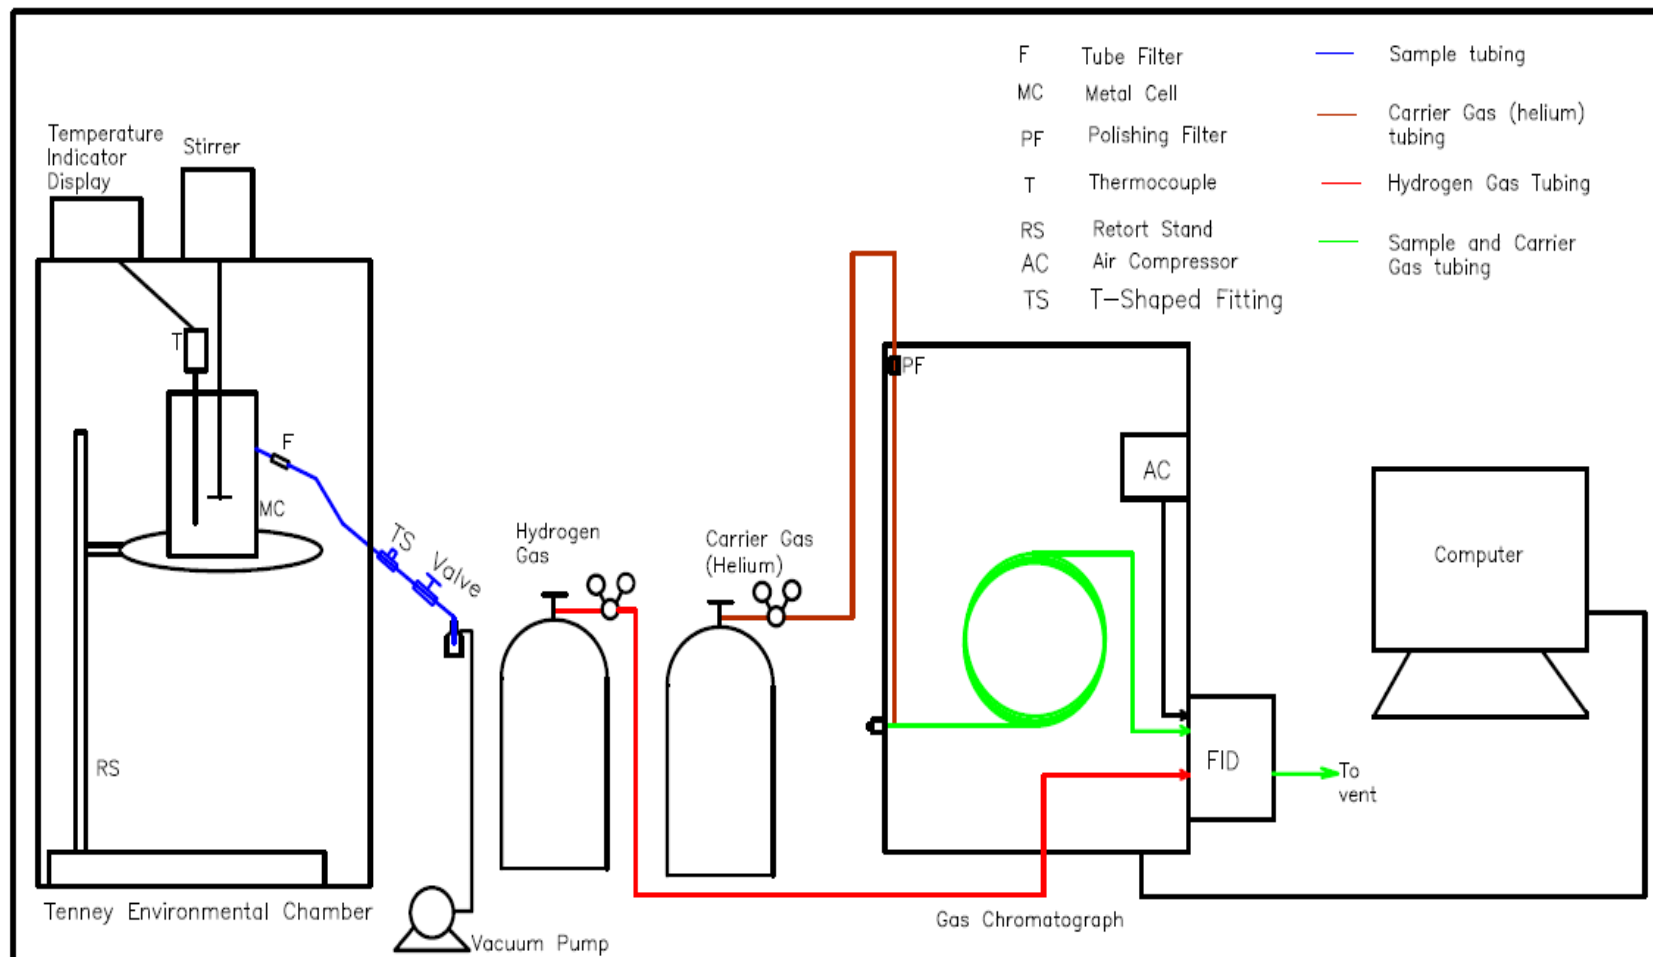 F Tube Filter
MC Metal Cell
PF Polishing Filter
T Thermocouple
RS Retort Stand
AC Air Compressor
TS T-Shaped Fitting
Sample tubing
Carrier Gas (helium)
tubing
Hydrogen Gas Tubing
Sample and Carrier
Gas tubing
Temperature
Indicator
Display
Stirrer
T
F
MC
TS
Valve
RS
Tenney Environmental Chamber
Vacuum Pump
Hydrogen
Gas
Carrier Gas
(Helium)
PF
AC
FID
To
vent
Gas Chromatograph
Computer